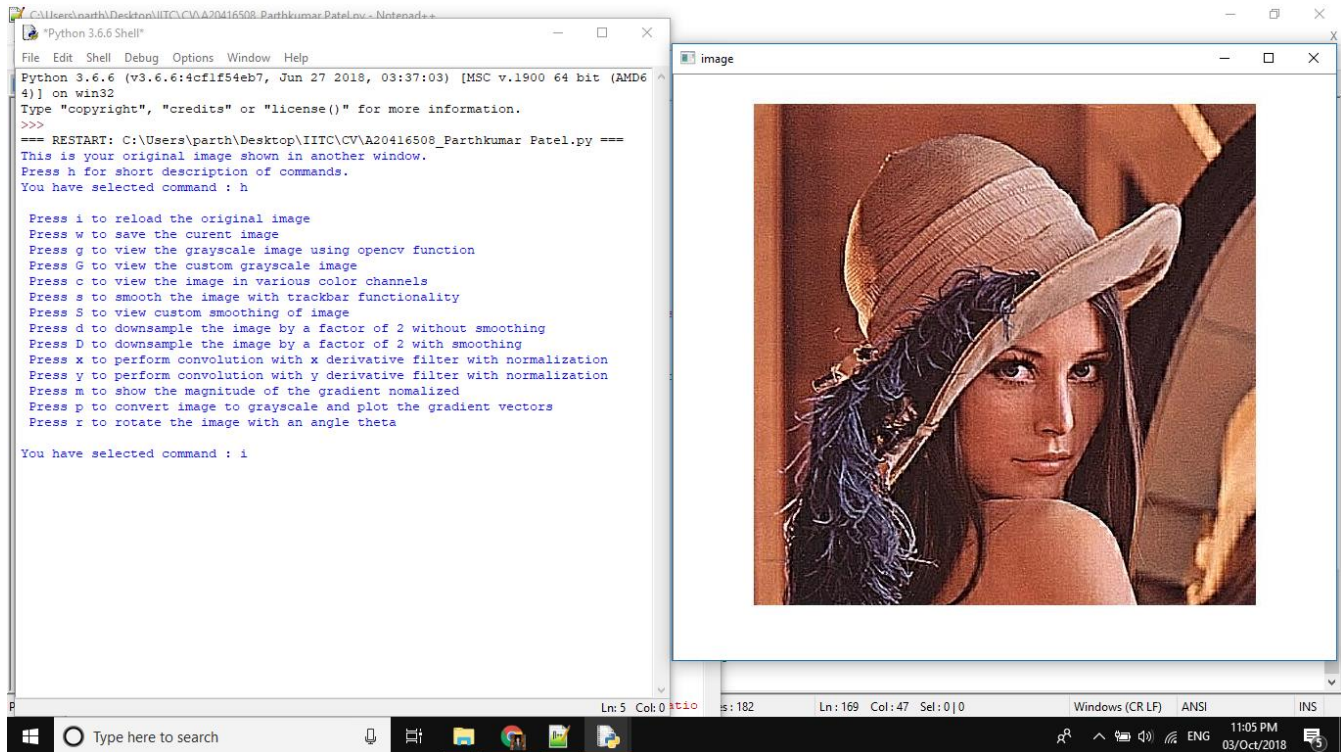 C:\Users\parth\Desktop\IITC\CV\A20416508_Parthkumar Patel.py - Notepad++
*Python 3.6.6 Shell*
File Edit Shell Debug Options Window Help
Python 3.6.6 (v3.6.6:4cf1f54eb7, Jun 27 2018, 03:37:03) [MSC v.1900 64 bit (AMD6
4)] on win32
Type "copyright", "credits" or "license()" for more information.
>>>
=== RESTART: C:\Users\parth\Desktop\IITC\CV\A20416508_Parthkumar Patel.py ===
This is your original image shown in another window.
Press h for short description of commands.
You have selected command : h
Press i to reload the original image
Press w to save the curent image
Press g to view the grayscale image using opencv function
Press G to view the custom grayscale image
Press c to view the image in various color channels
Press s to smooth the image with trackbar functionality
Press S to view custom smoothing of image
Press d to downsample the image by a factor of 2 without smoothing
Press D to downsample the image by a factor of 2 with smoothing
Press x to perform convolution with x derivative filter with normalization
Press y to perform convolution with y derivative filter with normalization
Press m to show the magnitude of the gradient nomalized
Press p to convert image to grayscale and plot the gradient vectors
Press r to rotate the image with an angle theta
You have selected command : i
Ln: 5 Col: 0
image
X
atio
s : 182 Ln : 169 Col : 47 Sel : 0 | 0 Windows (CR LF) ANSI INS
Type here to search
ENG
11:05 PM
03/Oct/2018
5